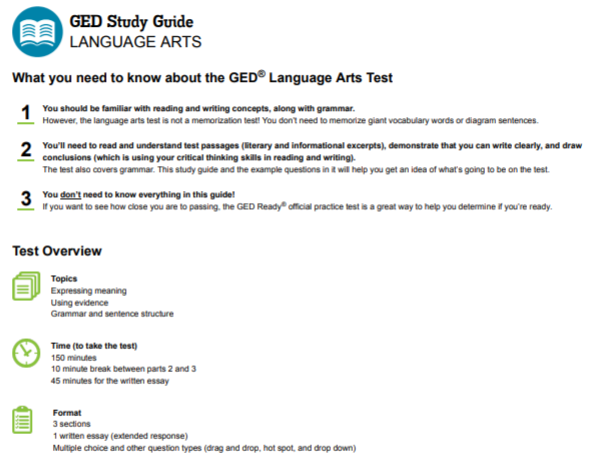 GED Study Guide
LANGUAGE ARTS
What you need to know about the GED® Language Arts Test
1 You should be familiar with reading and writing concepts, along with grammar.
However, the language arts test is not a memorization test! You don't need to memorize giant vocabulary words or diagram sentences.
2 You'll need to read and understand test passages (literary and informational excerpts), demonstrate that you can write clearly, and draw
conclusions (which is using your critical thinking skills in reading and writing).
The test also covers grammar. This study guide and the example questions in it will help you get an idea of what's going to be on the test.
3 You don't need to know everything in this guide!
If you want to see how close you are to passing, the GED Ready® official practice test is a great way to help you determine if you're ready.
Test Overview
Topics
Expressing meaning
Using evidence
Grammar and sentence structure
Time (to take the test)
150 minutes
10 minute break between parts 2 and 3
45 minutes for the written essay
Format
3 sections
1 written essay (extended response)
Multiple choice and other question types (drag and drop, hot spot, and drop down)